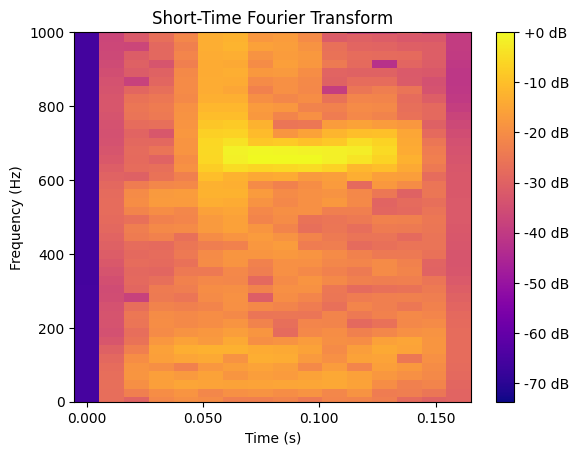 Short-Time Fourier Transform
1000
800
600
400
200
0
Frequency (Hz)
0.000
0.050
0.100
0.150
Time (s)
+0 dB
-10 dB
-20 dB
-30 dB
-40 dB
-50 dB
-60 dB
-70 dB